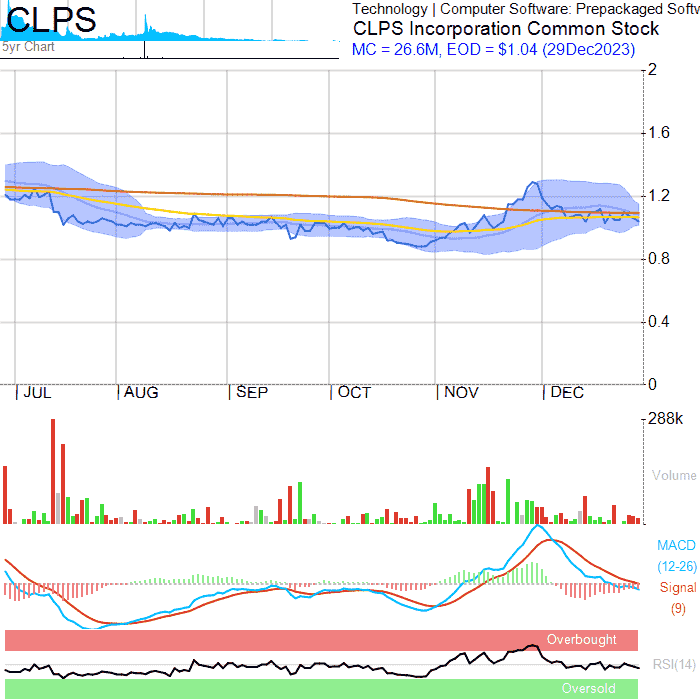 CLPS
5yr Chart
Technology | Computer Software: Prepackaged Softw
CLPS Incorporation Common Stock
MC = 26.6M, EOD = $1.04 (29Dec2023)
2
1.6
1.2
0.8
0.4
0
JUL
AUG
SEP
OCT
NOV
DEC
288k
Volume
MACD
(12-26)
Signal
(9)
Overbought
RSI(14)
Oversold